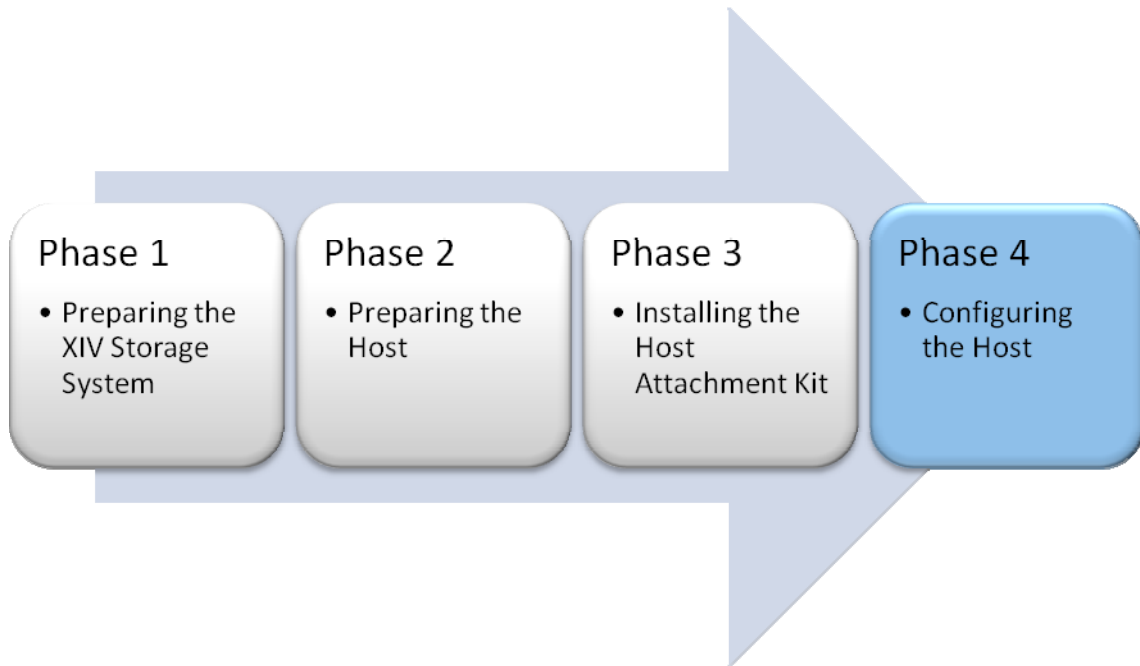 Phase 1
• Preparing the
XIV Storage
System
Phase 2
• Preparing the
Host
Phase 3
• Installing the
Host
Attachment Kit
Phase 4
• Configuring
the Host